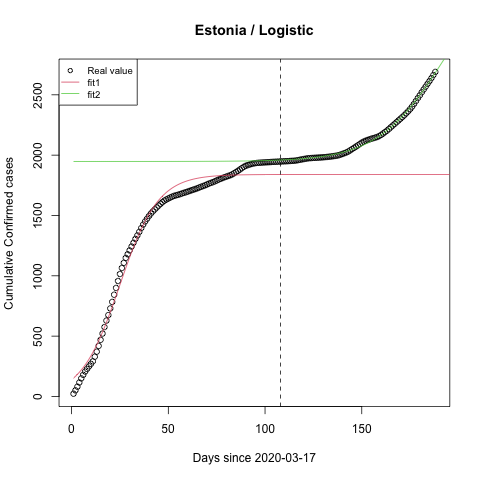 Estonia / Logistic
Real value
fit1
fit2
Cumulative Confirmed cases
0
500
1000
1500
2000
2500
0 50 100 150
Days since 2020-03-17